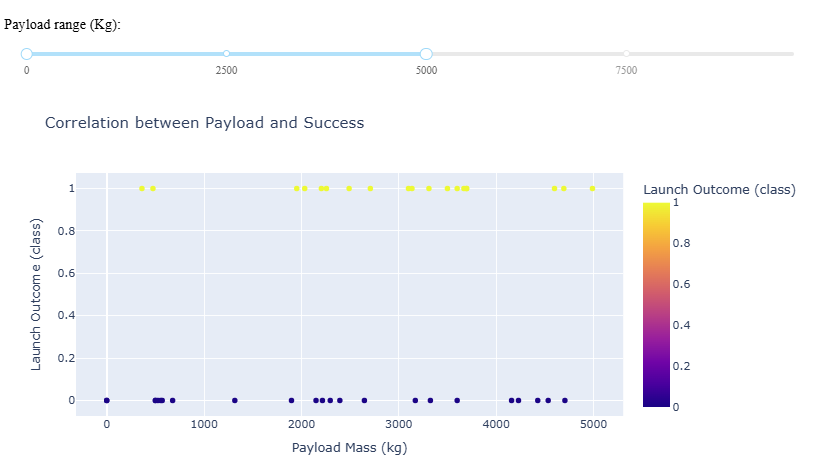 Payload range (Kg):
0 2500 5000 7500
Correlation between Payload and Success
Launch Outcome (class)
1
0.8
0.6
0.4
0.2
0
0 1000 2000 3000 4000 5000
Payload Mass (kg)
Launch Outcome (class)
1
0.8
0.6
0.4
0.2
0